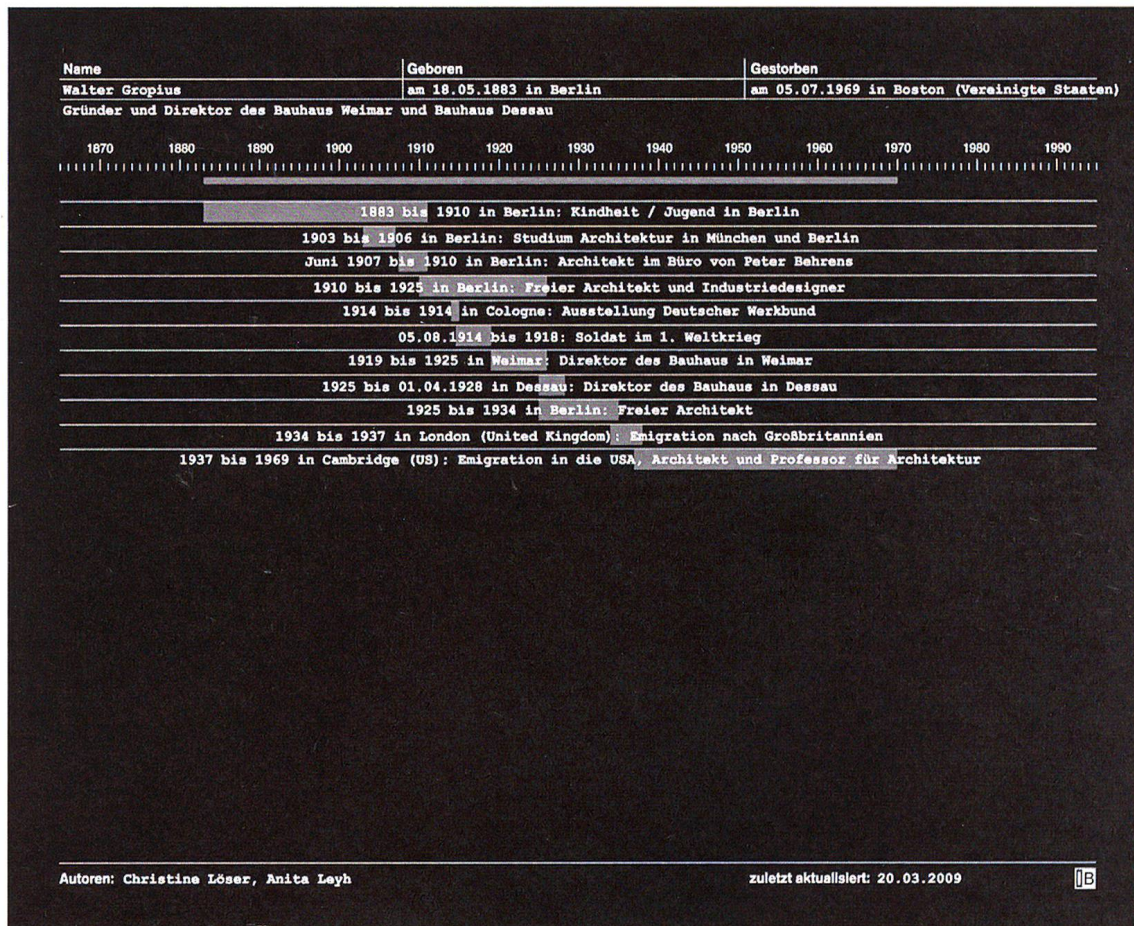 Name Geboren Gestorben
Walter Gropius am 18.05.1883 in Berlin am 05.07.1969 in Boston (Vereinigte Staaten)
Gründer und Direktor des Bauhaus Weimar und Bauhaus Dessau
1870 1880 1890 1900 1910 1920 1930 1940 1950 1960 1970 1980 1990
1883 bis 1910 in Berlin: Kindheit / Jugend in Berlin
1903 bis 1906 in Berlin: Studium Architektur in München und Berlin
Juni 1907 bis 1910 in Berlin: Architekt im Büro von Peter Behrens
1910 bis 1925 in Berlin: Freier Architekt und Industriedesigner
1914 bis 1914 in Cologne: Ausstellung Deutscher Werkbund
05.08.1914 bis 1918: Soldat im 1. Weltkrieg
1919 bis 1925 in Weimar: Direktor des Bauhaus in Weimar
1925 bis 01.04.1928 in Dessau: Direktor des Bauhaus in Dessau
1925 bis 1934 in Berlin: Freier Architekt
1934 bis 1937 in London (United Kingdom): Emigration nach Großbritannien
1937 bis 1969 in Cambridge (US): Emigration in die USA, Architekt und Professor für Architektur
Autoren: Christine Löser, Anita Leyh zuletzt aktualisiert: 20.03.2009 IB